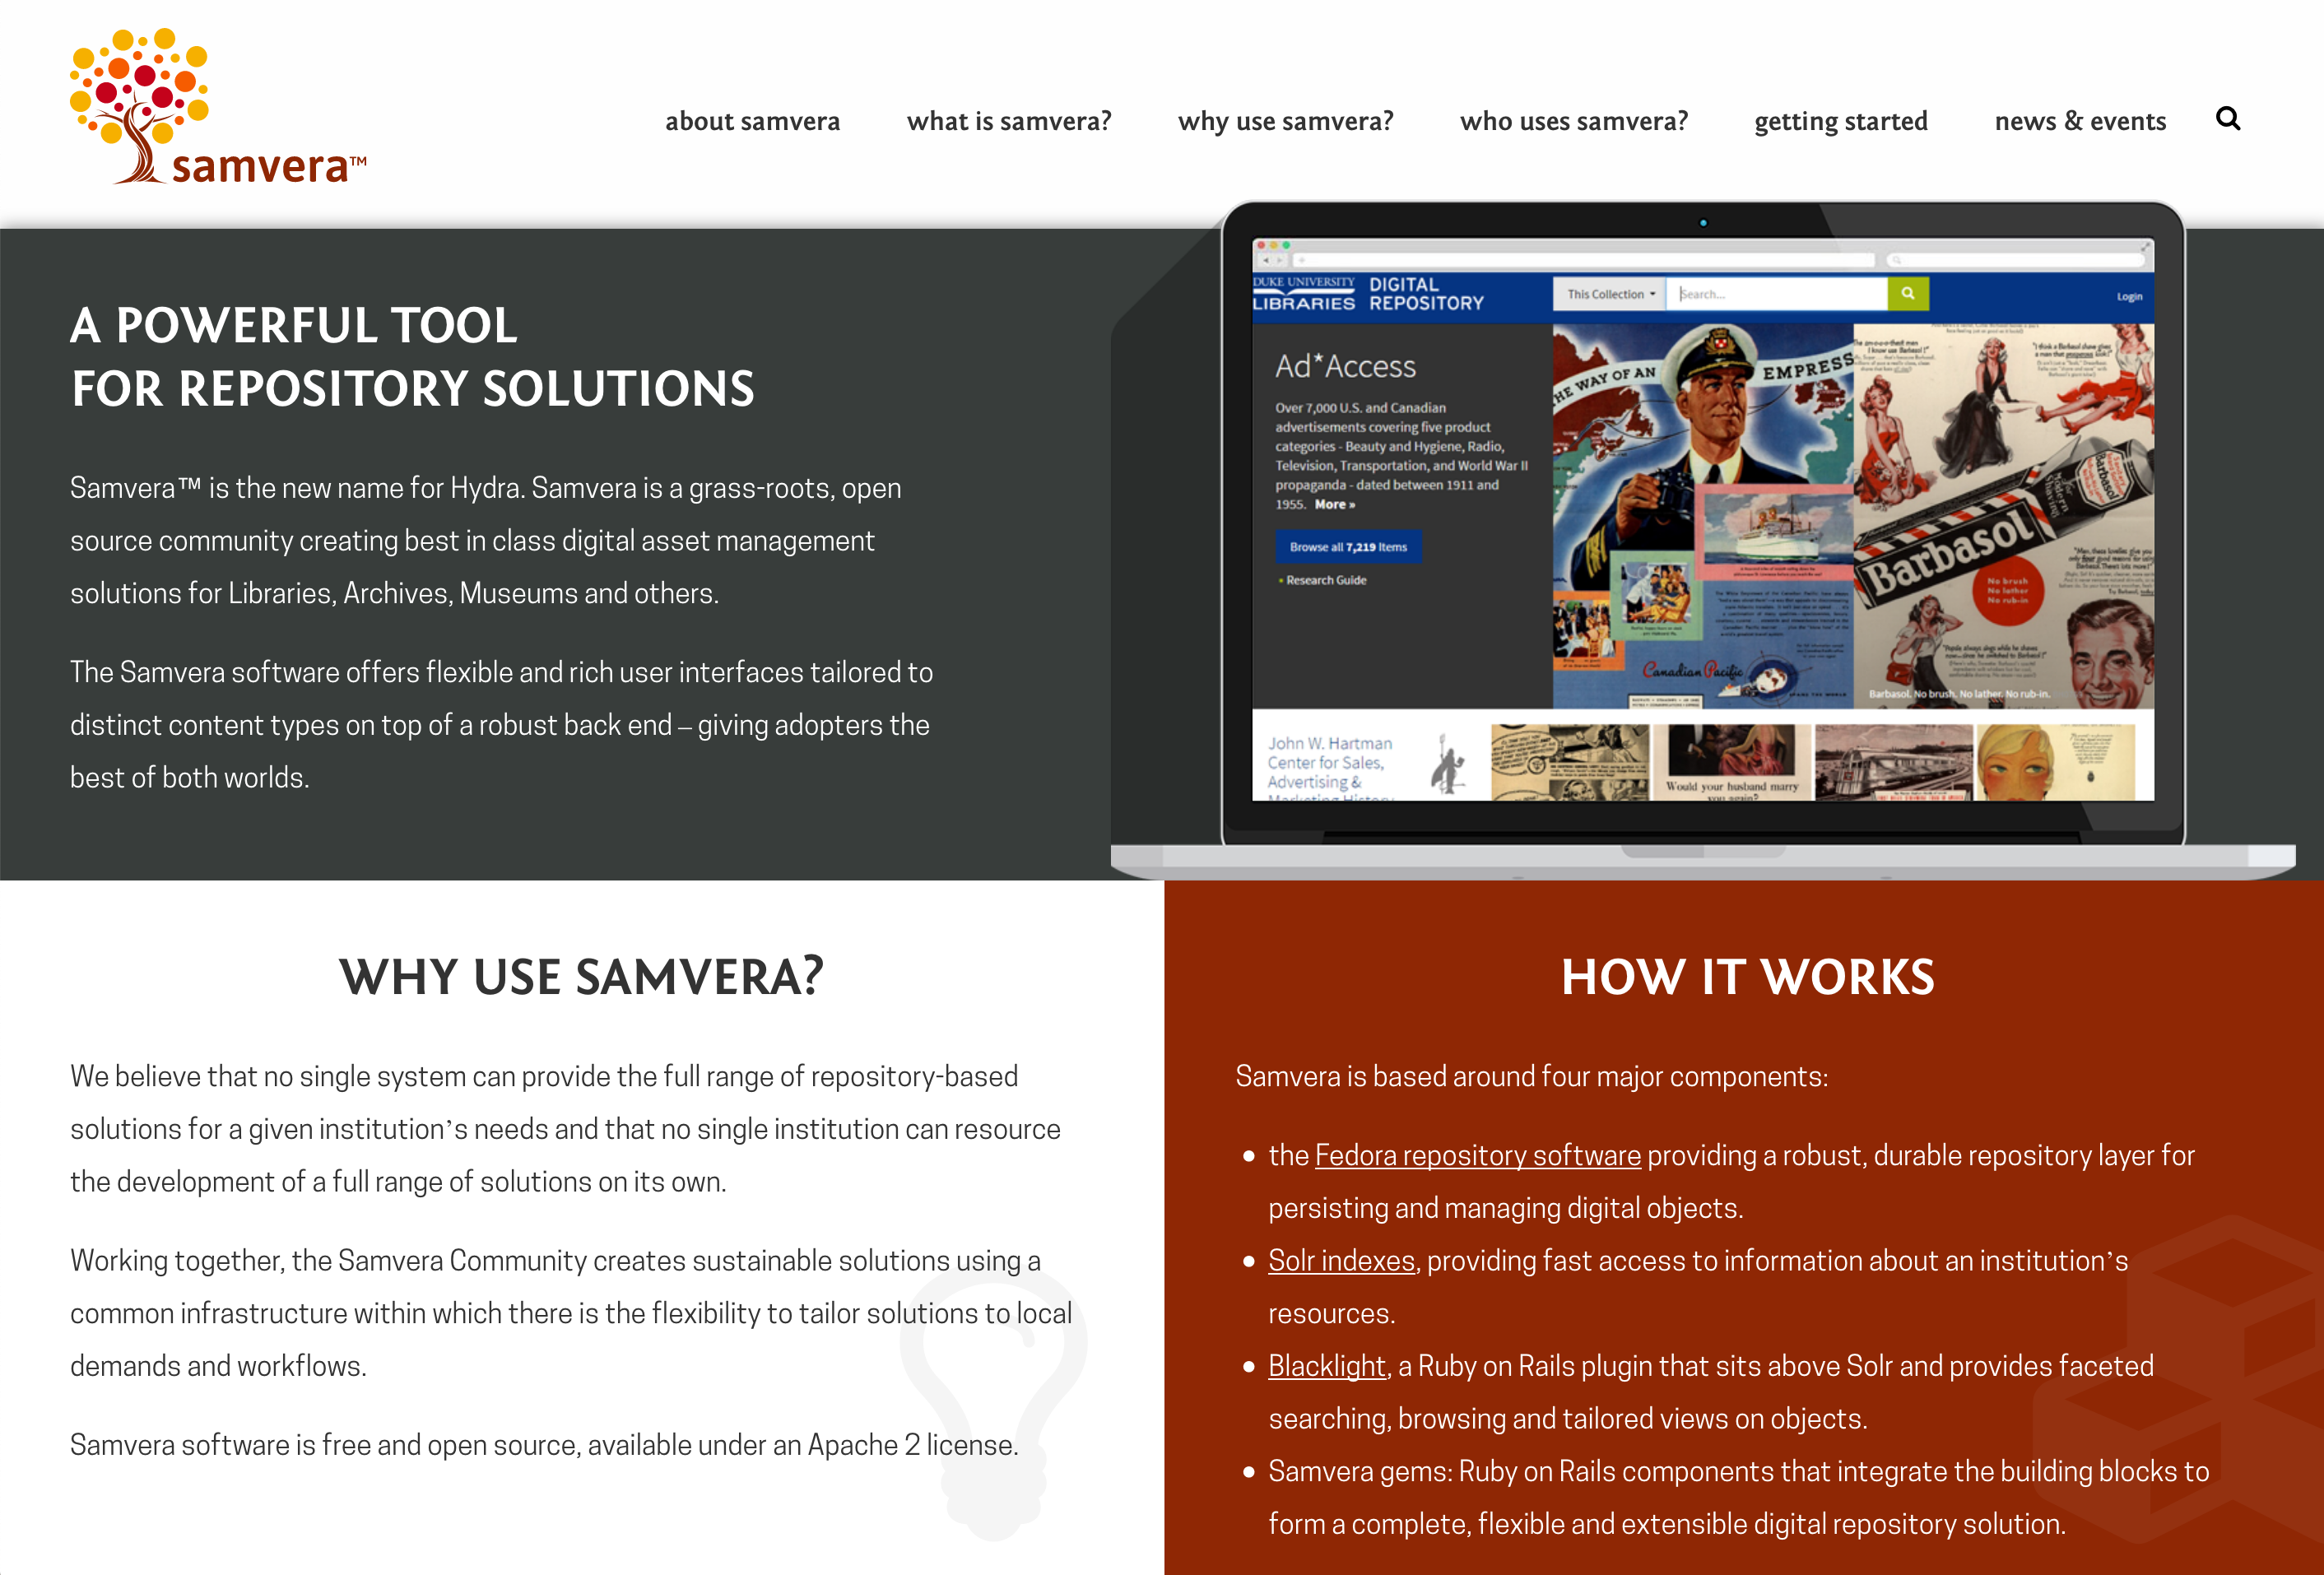 samvera™
about samvera
what is samvera?
why use samvera?
who uses samvera?
getting started
news & events
A POWERFUL TOOL
FOR REPOSITORY SOLUTIONS
Samvera™ is the new name for Hydra. Samvera is a grass-roots, open
source community creating best in class digital asset management
solutions for Libraries, Archives, Museums and others.
The Samvera software offers flexible and rich user interfaces tailored to
distinct content types on top of a robust back end – giving adopters the
best of both worlds.
DUKE UNIVERSITY
LIBRARIES
DIGITAL
REPOSITORY
This Collection
Search...
Login
Ad*Access
Over 7,000 U.S. and Canadian
advertisements covering five product
categories - Beauty and Hygiene, Radio,
Television, Transportation, and World War II
propaganda - dated between 1911 and
1955. More »
Browse all 7,219 Items
Research Guide
THE WAY OF AN EMPRESS
Canadian Pacific
Barbasol
No brush
No lather
No rub-in
Barbasol. No brush. No lather. No rub-in.
John W. Hartman
Center for Sales,
Advertising &
Marketing History
Would your husband marry
you again?
WHY USE SAMVERA?
We believe that no single system can provide the full range of repository-based
solutions for a given institution’s needs and that no single institution can resource
the development of a full range of solutions on its own.
Working together, the Samvera Community creates sustainable solutions using a
common infrastructure within which there is the flexibility to tailor solutions to local
demands and workflows.
Samvera software is free and open source, available under an Apache 2 license.
HOW IT WORKS
Samvera is based around four major components:
• the Fedora repository software providing a robust, durable repository layer for
persisting and managing digital objects.
• Solr indexes, providing fast access to information about an institution’s
resources.
• Blacklight, a Ruby on Rails plugin that sits above Solr and provides faceted
searching, browsing and tailored views on objects.
• Samvera gems: Ruby on Rails components that integrate the building blocks to
form a complete, flexible and extensible digital repository solution.